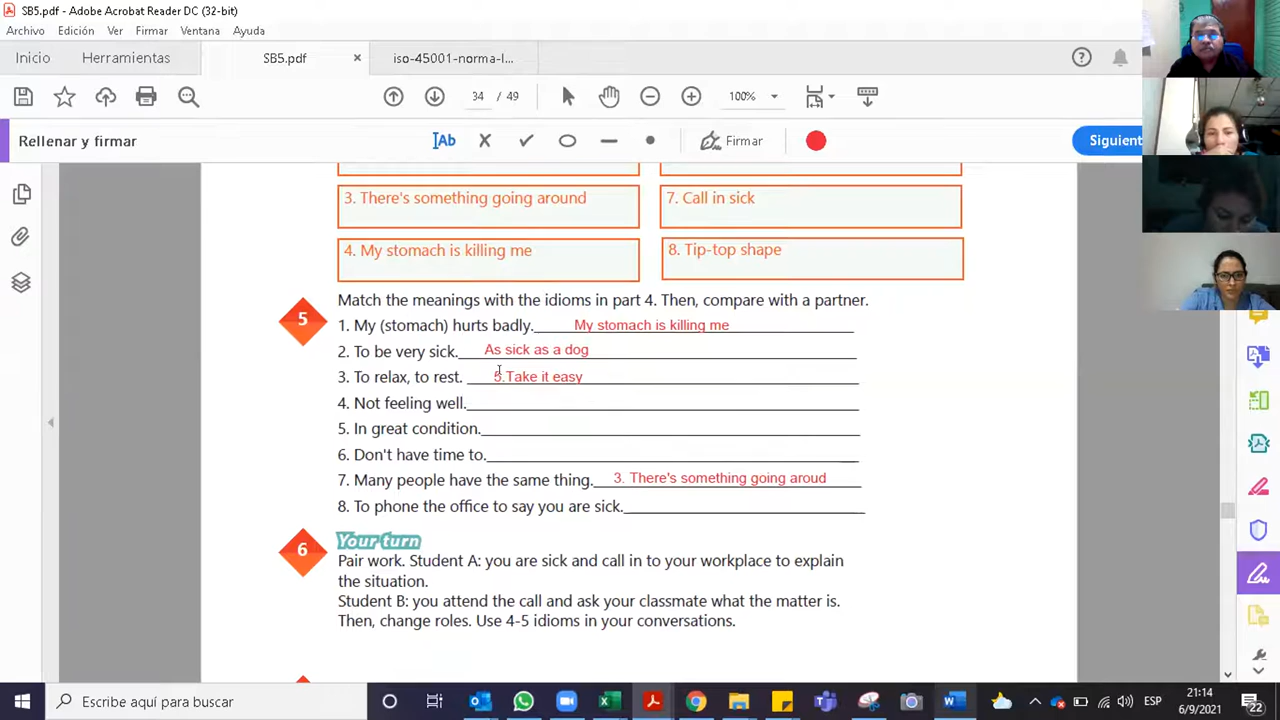 SB5.pdf - Adobe Acrobat Reader DC (32-bit)
Archivo Edición Ver Firmar Ventana Ayuda
Inicio Herramientas SB5.pdf × iso-45001-norma-l...
34 / 49 100%
Rellenar y firmar Ab Firmar Siguient
3. There's something going around
7. Call in sick
4. My stomach is killing me
8. Tip-top shape
5
Match the meanings with the idioms in part 4. Then, compare with a partner.
1. My (stomach) hurts badly. My stomach is killing me
2. To be very sick. As sick as a dog
3. To relax, to rest. 5.Take it easy
4. Not feeling well.
5. In great condition.
6. Don't have time to.
7. Many people have the same thing. 3. There's something going aroud
8. To phone the office to say you are sick.
6
Your turn
Pair work. Student A: you are sick and call in to your workplace to explain
the situation.
Student B: you attend the call and ask your classmate what the matter is.
Then, change roles. Use 4-5 idioms in your conversations.
Escribe aquí para buscar
ESP
21:14
6/9/2021
22